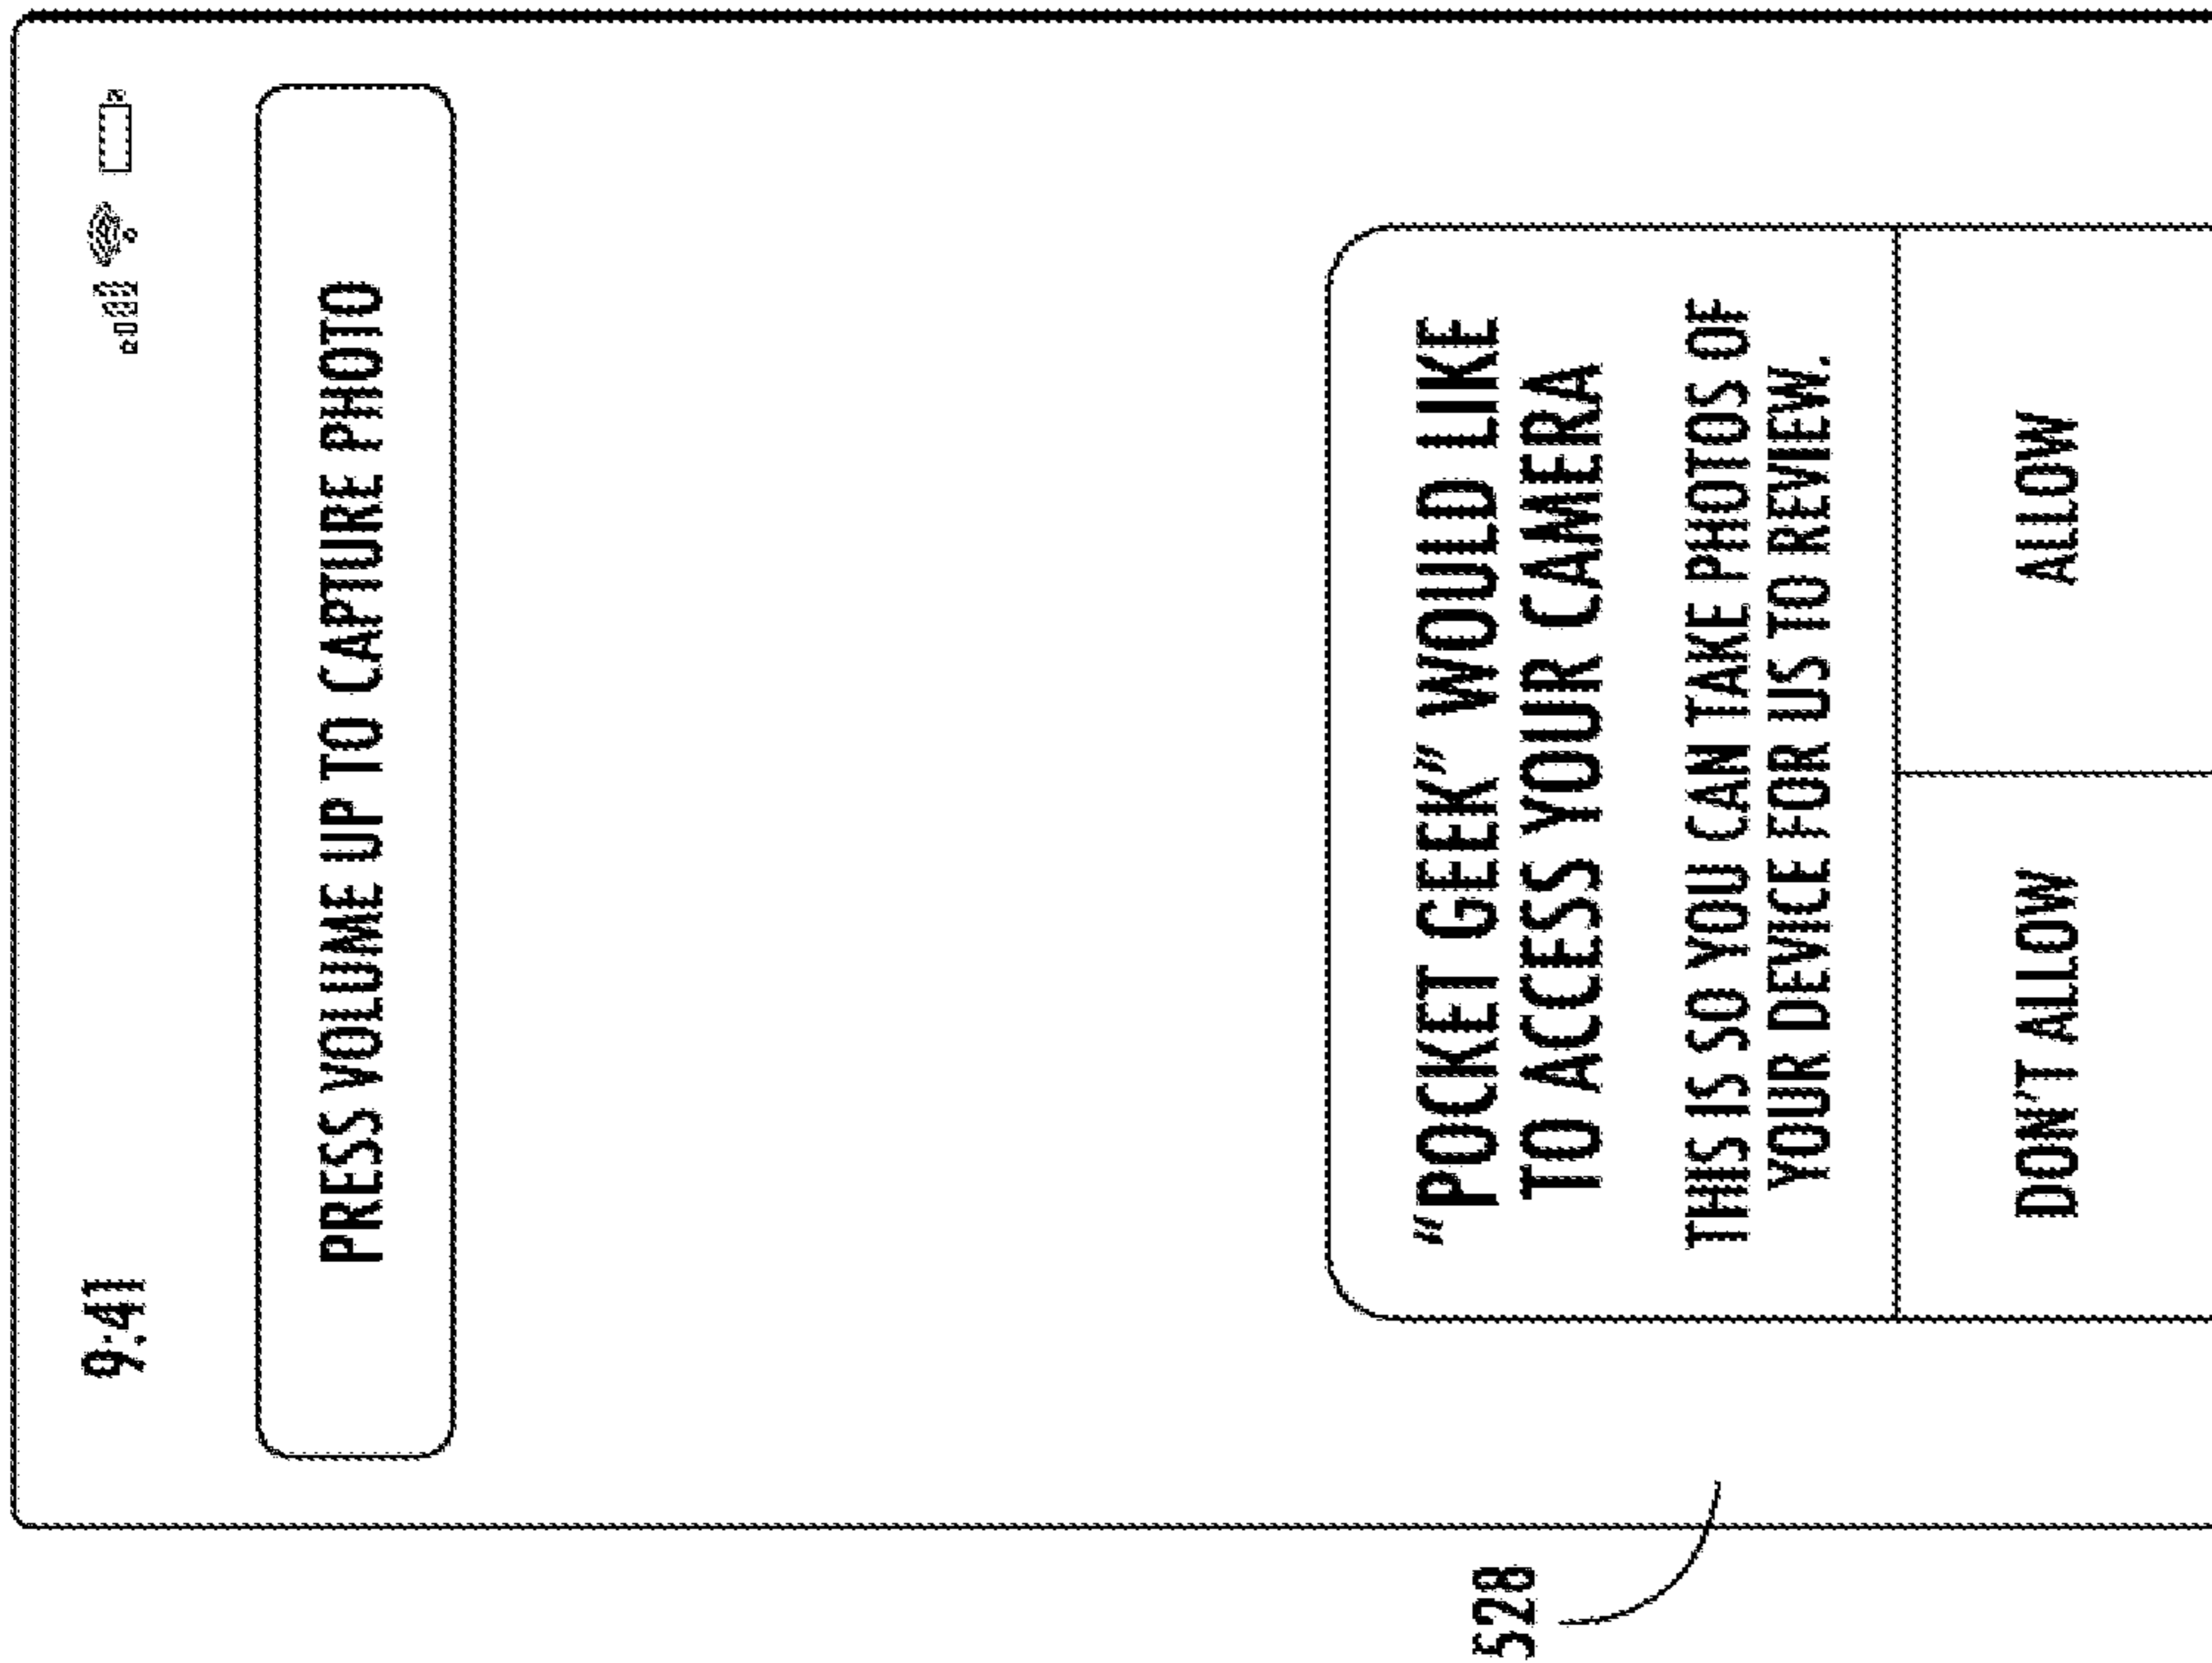 9:41
PRESS VOLUME UP TO CAPTURE PHOTO
"POCKET GEEK" WOULD LIKE
TO ACCESS YOUR CAMERA
THIS IS SO YOU CAN TAKE PHOTOS OF
YOUR DEVICE FOR US TO REVIEW.
DON'T ALLOW
ALLOW
528